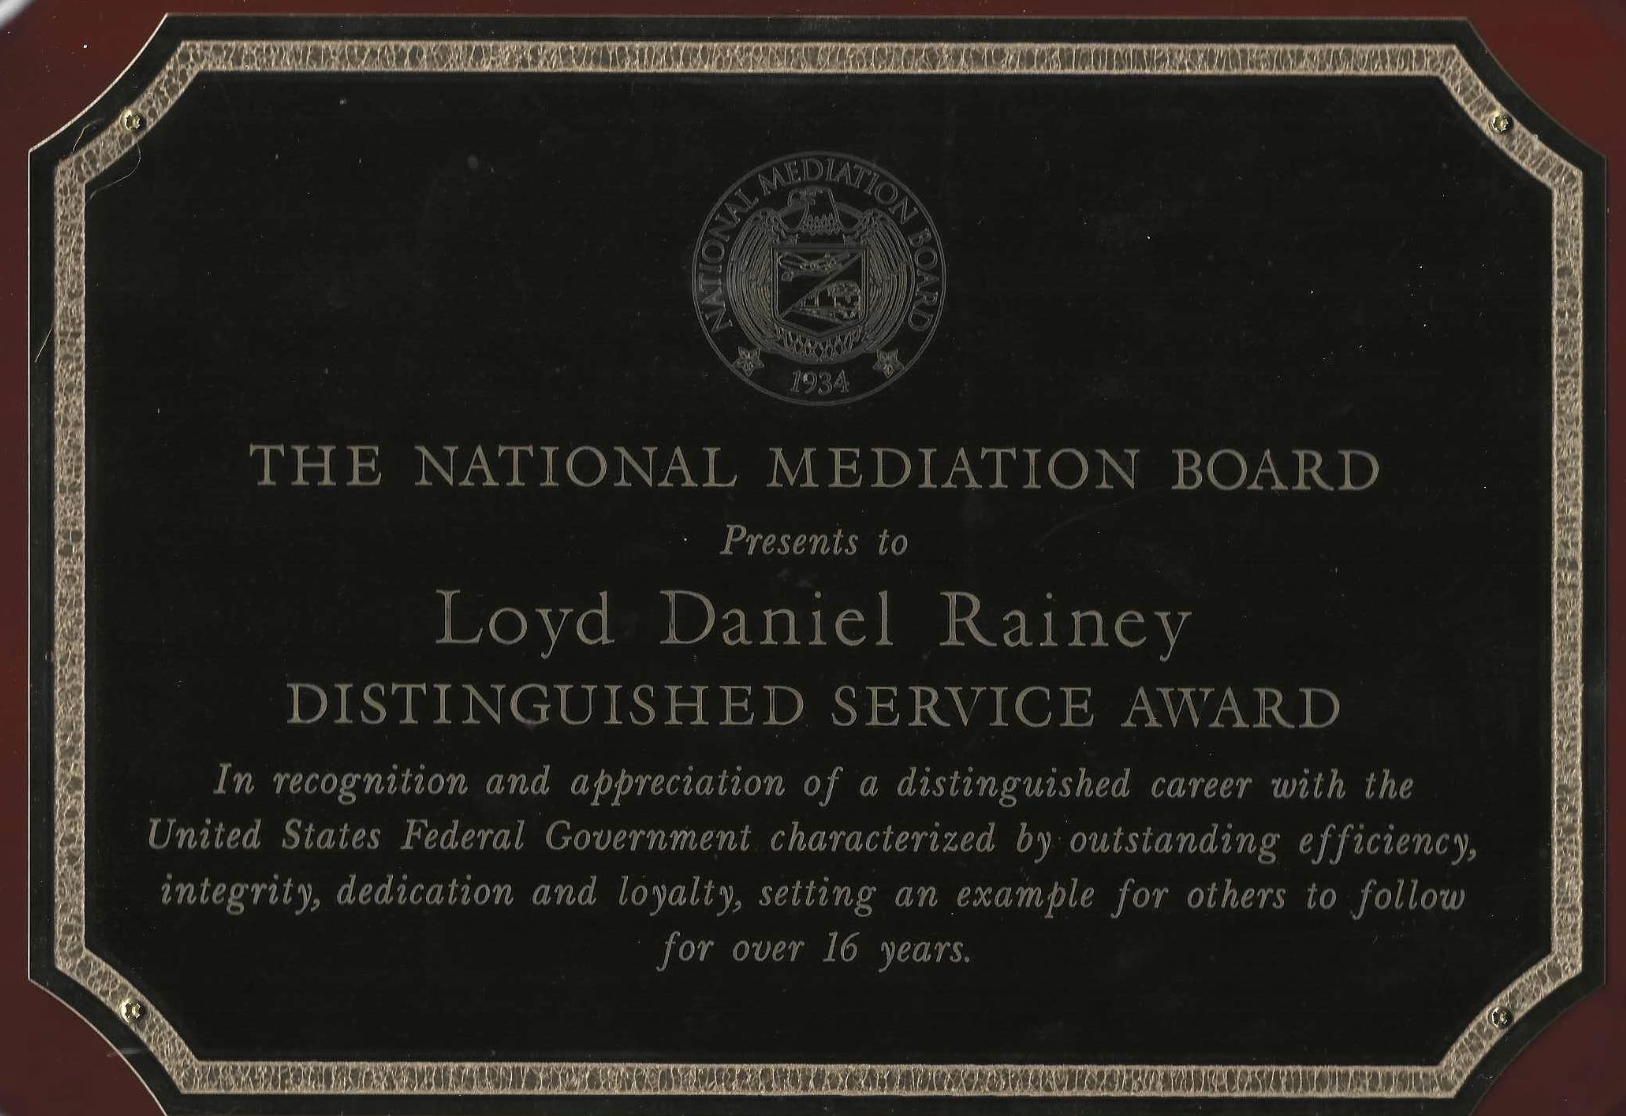 NATIONAL MEDIATION BOARD
1934
THE NATIONAL MEDIATION BOARD
Presents to
Loyd Daniel Rainey
DISTINGUISHED SERVICE AWARD
In recognition and appreciation of a distinguished career with the
United States Federal Government characterized by outstanding efficiency,
integrity, dedication and loyalty, setting an example for others to follow
for over 16 years.